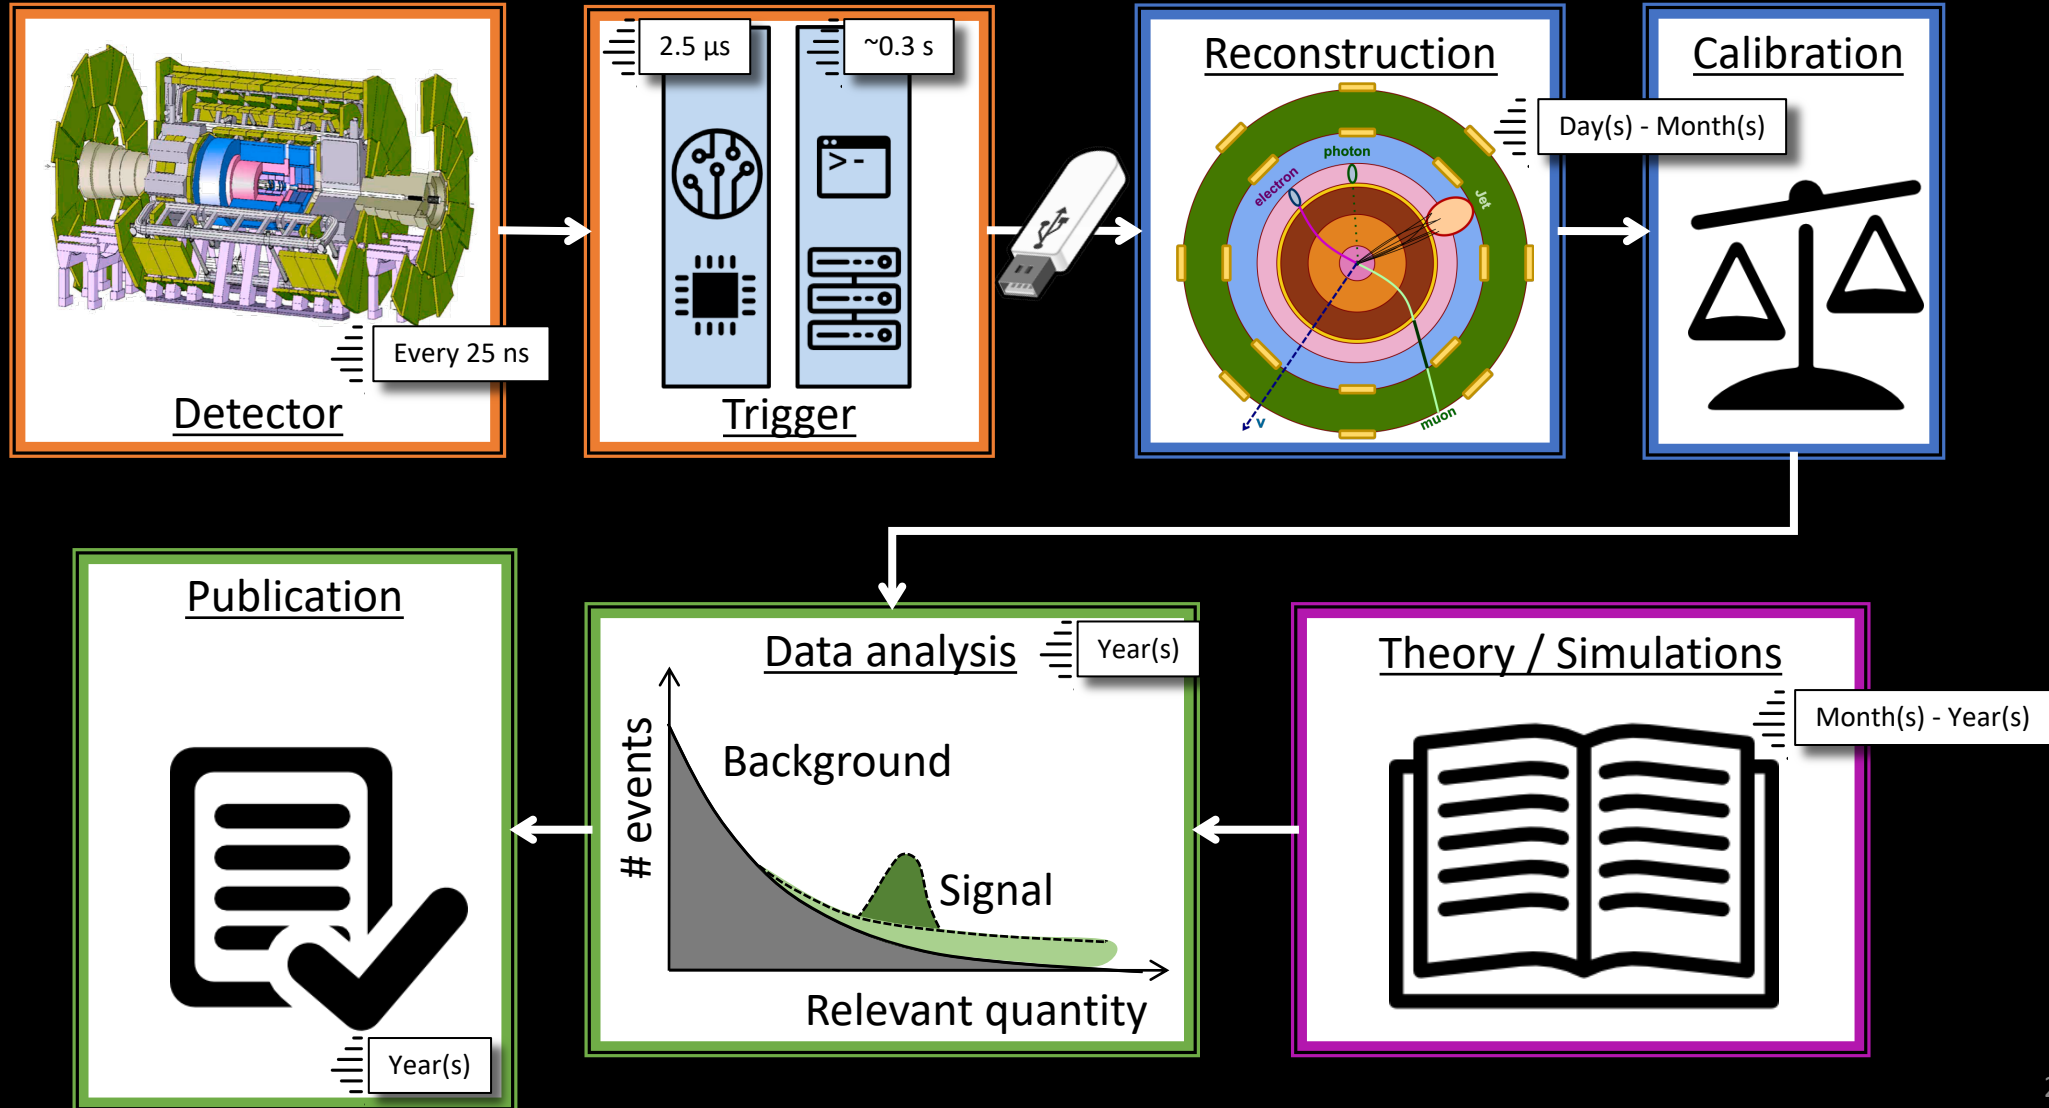 Detector
Every 25 ns
2.5 µs
~0.3 s
>-
Trigger
Reconstruction
Day(s) - Month(s)
photon
electron
Jet
muon
ν
Calibration
Publication
Year(s)
Data analysis
Year(s)
# events
Background
Signal
Relevant quantity
Theory / Simulations
Month(s) - Year(s)
2